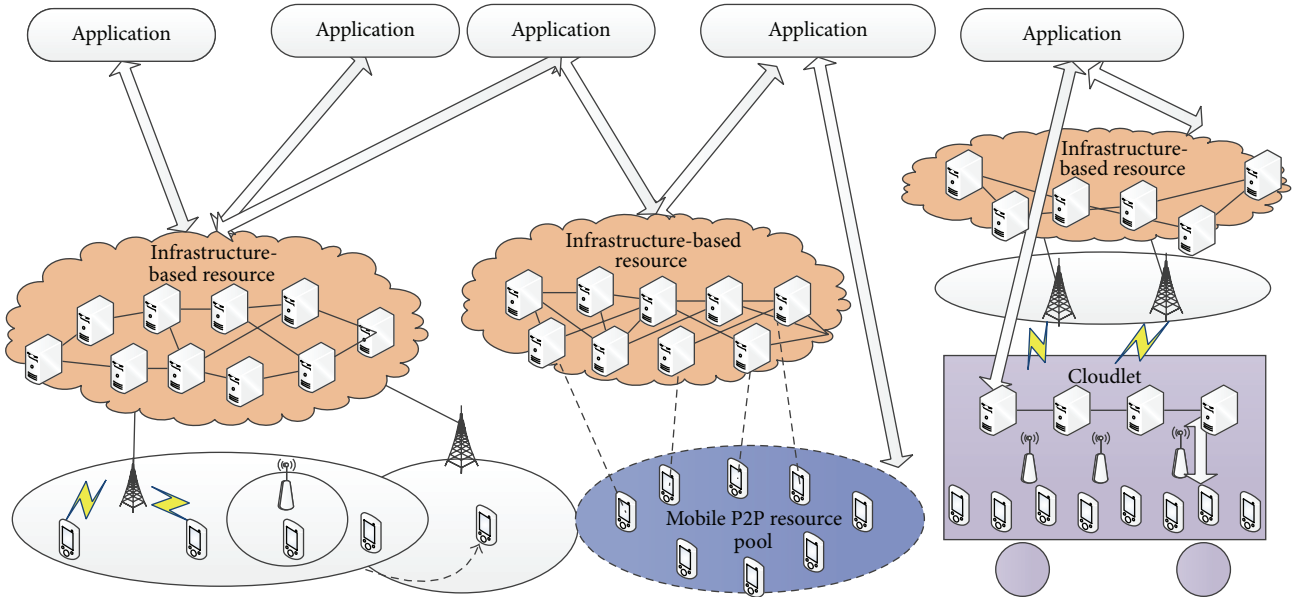 Application
Application
Application
Application
Application
Infrastructure-
based resource
Infrastructure-
based resource
Infrastructure-based
resource
Cloudlet
Mobile P2P resource
pool